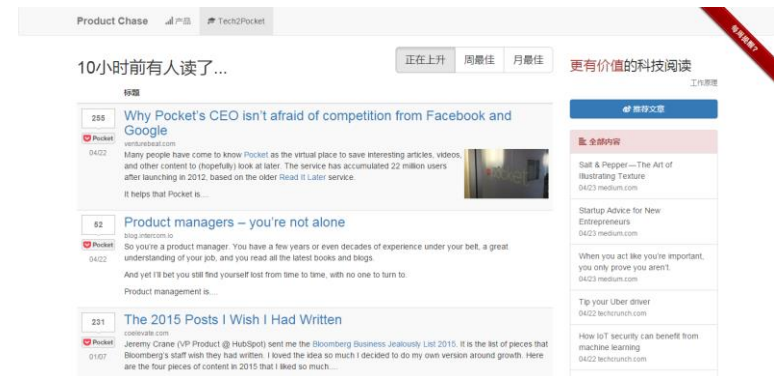 Product Chase
产品
Tech2Pocket
每周提醒?
10小时前有人读了...
正在上升
周最佳
月最佳
标题
255
Pocket
04/22
Why Pocket's CEO isn't afraid of competition from Facebook and
Google
venturebeat.com
Many people have come to know Pocket as the virtual place to save interesting articles, videos,
and other content to (hopefully) look at later. The service has accumulated 22 million users
after launching in 2012, based on the older Read It Later service.
It helps that Pocket is....
52
Pocket
04/22
Product managers – you're not alone
blog.intercom.io
So you're a product manager. You have a few years or even decades of experience under your belt, a great
understanding of your job, and you read all the latest books and blogs.
And yet I'll bet you still find yourself lost from time to time, with no one to turn to.
Product management is....
231
Pocket
01/07
The 2015 Posts I Wish I Had Written
coelevate.com
Jeremy Crane (VP Product @ HubSpot) sent me the Bloomberg Business Jealously List 2015. It is the list of pieces that
Bloomberg's staff wish they had written. I loved the idea so much I decided to do my own version around growth. Here
are the four pieces of content in 2015 that I liked so much....
更有价值的科技阅读
工作原理
推荐文章
全部内容
Salt & Pepper—The Art of
Illustrating Texture
04/23 medium.com
Startup Advice for New
Entrepreneurs
04/23 medium.com
When you act like you're important,
you only prove you aren't.
04/23 medium.com
Tip your Uber driver
04/22 techcrunch.com
How IoT security can benefit from
machine learning
04/22 techcrunch.com